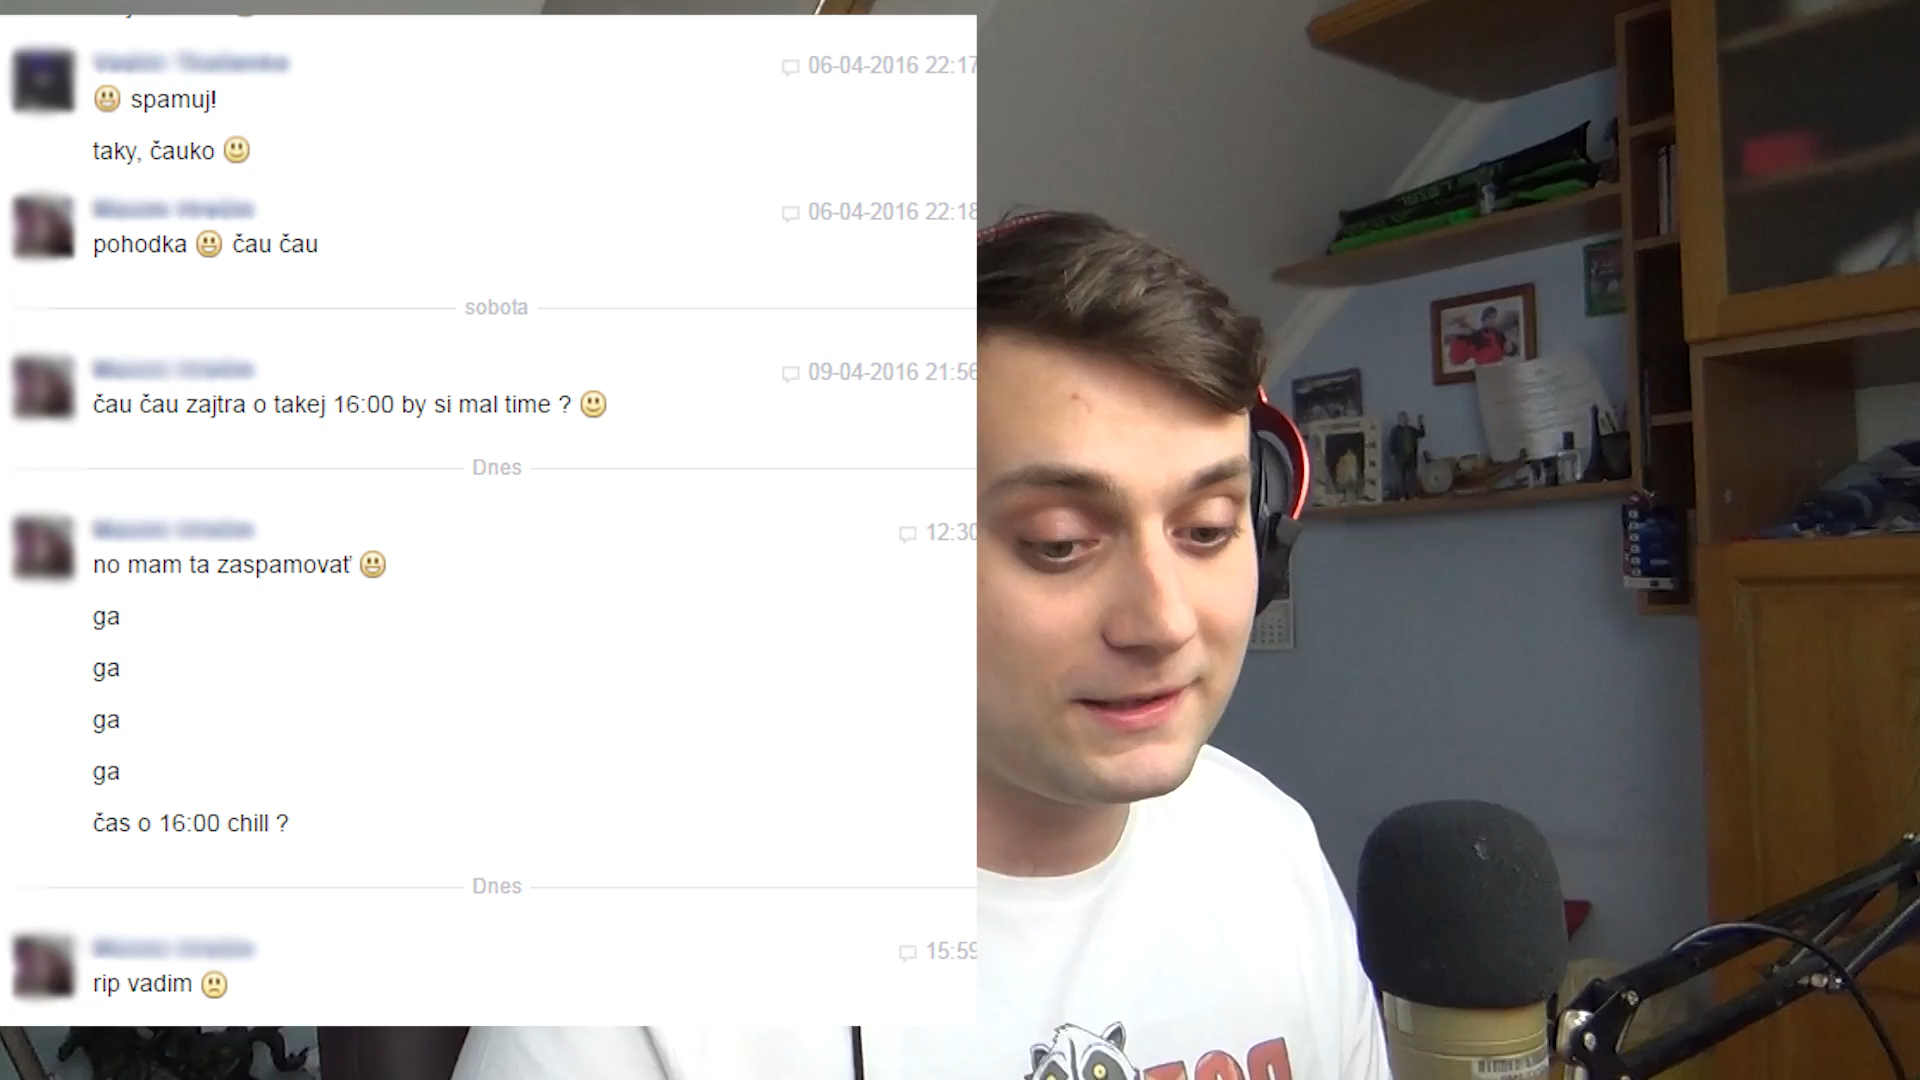 06-04-2016 22:17
😃 spamuj!
taky, čauko 🙂
06-04-2016 22:18
pohodka 😃 čau čau
sobota
09-04-2016 21:56
čau čau zajtra o takej 16:00 by si mal time ? 🙂
Dnes
12:30
no mam ta zaspamovať 😃
ga
ga
ga
ga
čas o 16:00 chill ?
Dnes
15:59
rip vadim 🙁